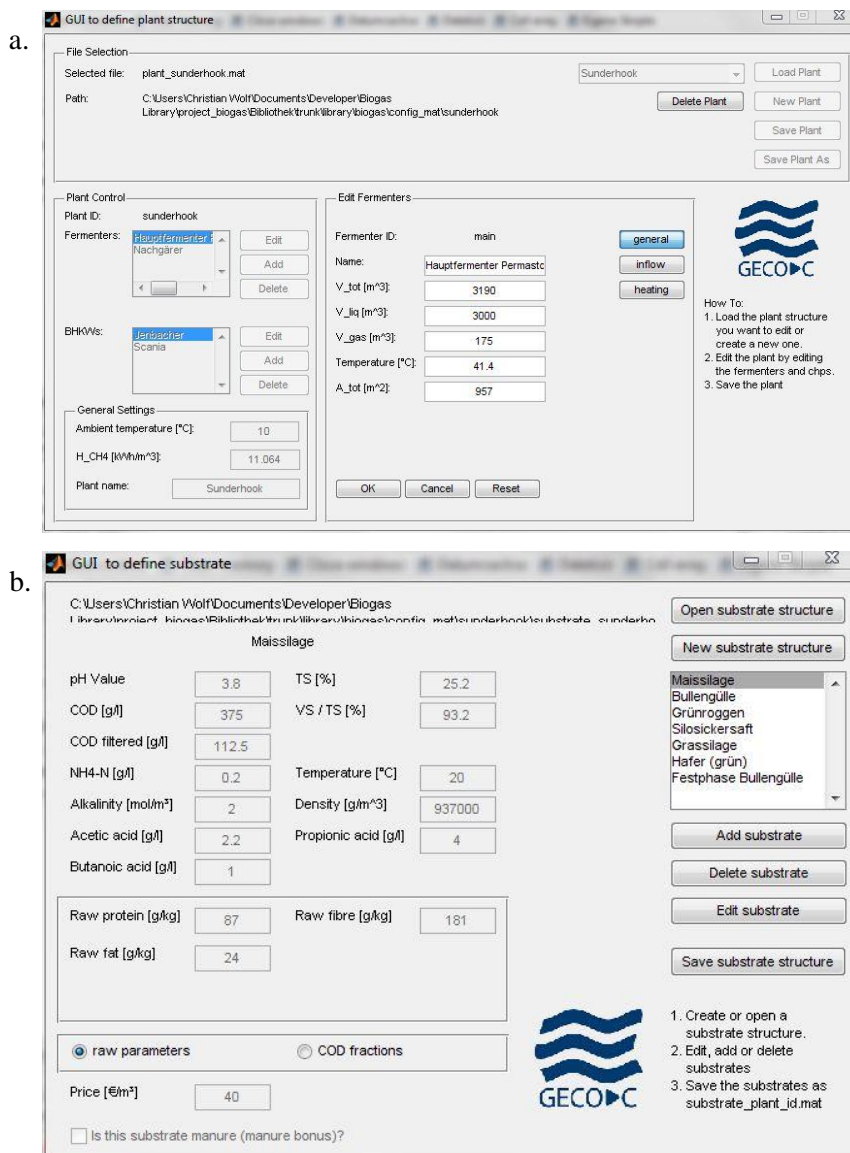 a.
GUI to define plant structure
File Selection
Selected file: plant_sunderhook.mat Sunderhook Load Plant
Path: C:\Users\Christian Wolf\Documents\Developer\Biogas Delete Plant New Plant
Library\project_biogas\Bibliothek\trunk\library\biogas\config_mat\sunderhook
Save Plant
Save Plant As
Plant Control
Plant ID: sunderhook
Fermenters: Hauptfermenter Edit
Nachgärer
Add
Delete
BHKWs: Jenbacher Edit
Scania
Add
Delete
General Settings
Ambient temperature [°C]: 10
H_CH4 [kWh/m^3]: 11.064
Plant name: Sunderhook
Edit Fermenters
Fermenter ID: main general
Name: Hauptfermenter Permastc inflow
V_tot [m^3]: 3190 heating
V_liq [m^3]: 3000
V_gas [m^3]: 175
Temperature [°C]: 41.4
A_tot [m^2]: 957
OK Cancel Reset
GECO C
How To:
1. Load the plant structure
you want to edit or
create a new one.
2. Edit the plant by editing
the fermenters and chps.
3. Save the plant
b.
GUI to define substrate
C:\Users\Christian Wolf\Documents\Developer\Biogas
Library\project_biogas\Bibliothek\trunk\library\biogas\config_mat\sunderhook\substrate_sunderho
Maissilage
pH Value 3.8 TS [%] 25.2
COD [g/l] 375 VS / TS [%] 93.2
COD filtered [g/l] 112.5
NH4-N [g/l] 0.2 Temperature [°C] 20
Alkalinity [mol/m³] 2 Density [g/m^3] 937000
Acetic acid [g/l] 2.2 Propionic acid [g/l] 4
Butanoic acid [g/l] 1
Raw protein [g/kg] 87 Raw fibre [g/kg] 181
Raw fat [g/kg] 24
raw parameters COD fractions
Price [€/m³] 40
Is this substrate manure (manure bonus)?
Open substrate structure
New substrate structure
Maissilage
Bullengülle
Grünroggen
Silosickersaft
Grassilage
Hafer (grün)
Festphase Bullengülle
Add substrate
Delete substrate
Edit substrate
Save substrate structure
GECO C
1. Create or open a
substrate structure.
2. Edit, add or delete
substrates
3. Save the substrates as
substrate_plant_id.mat